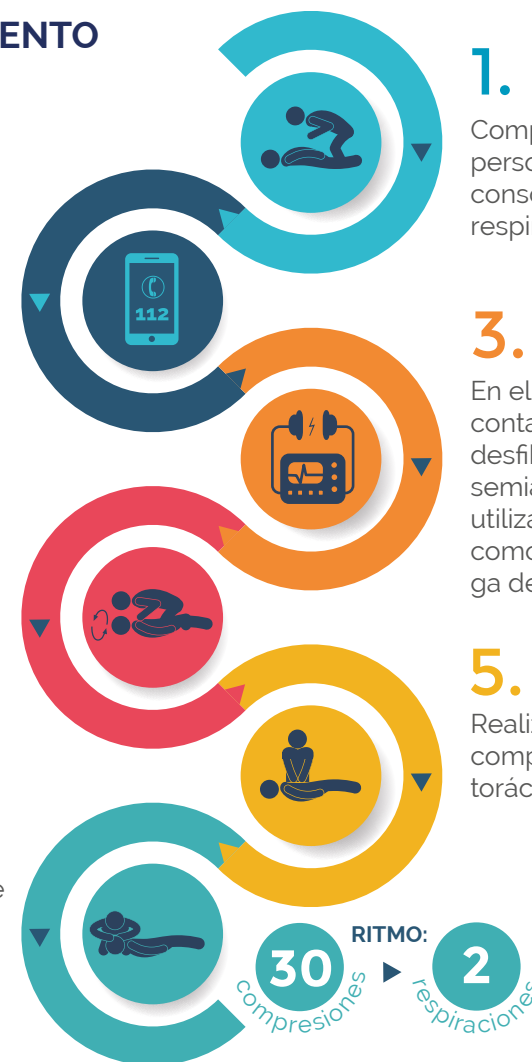 ENTO
1.
Comp
perso
consc
respi
112
3.
En el
conta
desfil
semia
utiliza
como
ga de
5.
Realiz
comp
torác
e
RITMO:
30 2
compresiones respiraciones